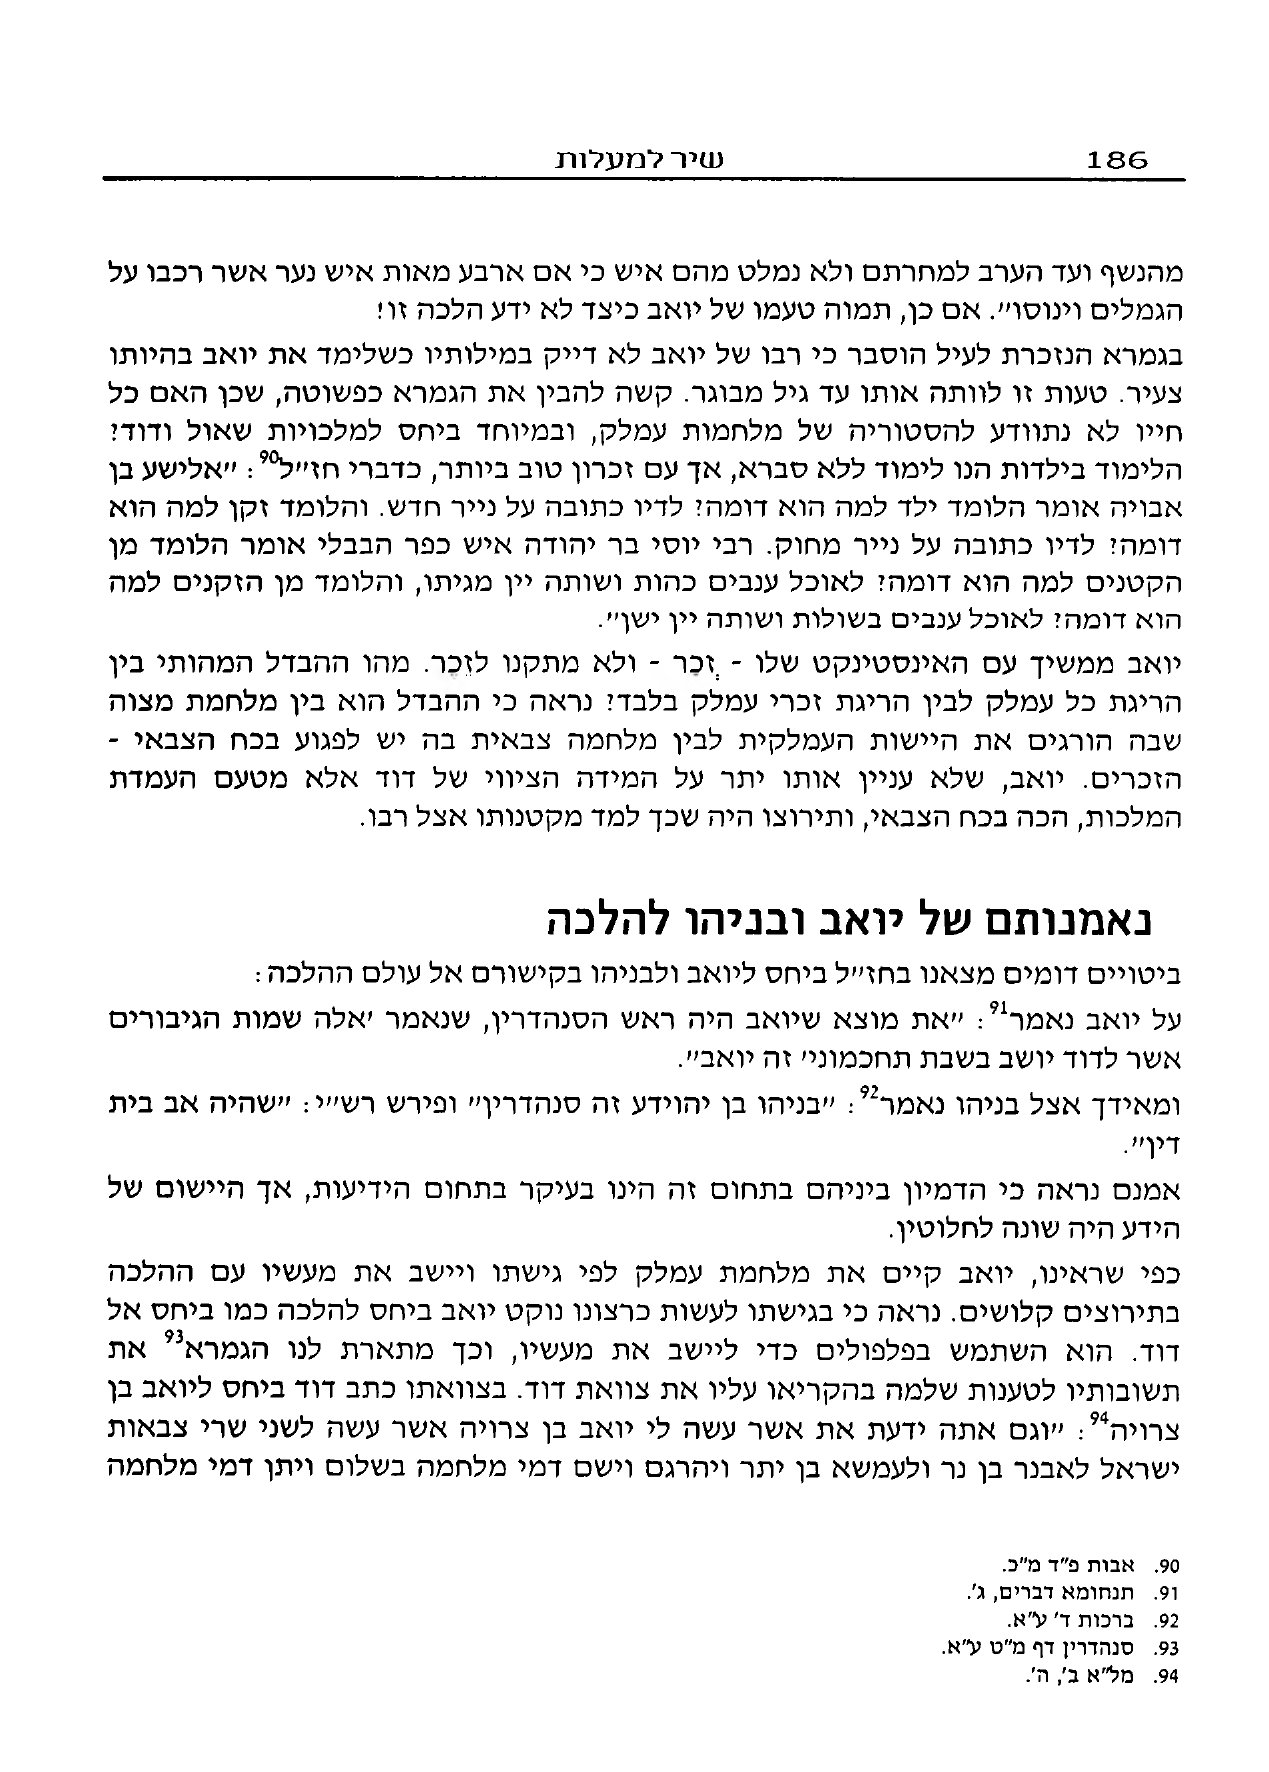 186 שיר למעלות
מהנשף ועד הערב למחרתם ולא נמלט מהם איש כי אם ארבע מאות איש נער אשר רכבו על
הגמלים וינוסו". אם כן, תמוה טעמו של יואב כיצד לא ידע הלכה זו!
בגמרא הנזכרת לעיל הוסבר כי רבו של יואב לא דייק במילותיו כשלימד את יואב בהיותו
צעיר. טעות זו לוותה אותו עד גיל מבוגר. קשה להבין את הגמרא כפשוטה, שכן האם כל
חייו לא נתוודע להסטוריה של מלחמות עמלק, ובמיוחד ביחס למלכויות שאול ודוד?
הלימוד בילדות הנו לימוד ללא סברא, אך עם זכרון טוב ביותר, כדברי חז"ל90: "אלישע בן
אבויה אומר הלומד ילד למה הוא דומה? לדיו כתובה על נייר חדש. והלומד זקן למה הוא
דומה? לדיו כתובה על נייר מחוק. רבי יוסי בר יהודה איש כפר הבבלי אומר הלומד מן
הקטנים למה הוא דומה? לאוכל ענבים כהות ושותה יין מגיתו, והלומד מן הזקנים למה
הוא דומה? לאוכל ענבים בשולות ושותה יין ישן".
יואב ממשיך עם האינסטינקט שלו - זְכר - ולא מתקנו לזֵכר. מהו ההבדל המהותי בין
הריגת כל עמלק לבין הריגת זכרי עמלק בלבד? נראה כי ההבדל הוא בין מלחמת מצוה
שבה הורגים את היישות העמלקית לבין מלחמה צבאית בה יש לפגוע בכח הצבאי -
הזכרים. יואב, שלא עניין אותו יתר על המידה הציווי של דוד אלא מטעם העמדת
המלכות, הכה בכח הצבאי, ותירוצו היה שכך למד מקטנותו אצל רבו.
נאמנותם של יואב ובניהו להלכה
ביטויים דומים מצאנו בחז"ל ביחס ליואב ולבניהו בקישורם אל עולם ההלכה:
על יואב נאמר91: "את מוצא שיואב היה ראש הסנהדרין, שנאמר 'אלה שמות הגיבורים
אשר לדוד יושב בשבת תחכמוני' זה יואב".
ומאידך אצל בניהו נאמר92: "בניהו בן יהוידע זה סנהדרין" ופירש רש"י: "שהיה אב בית
דין".
אמנם נראה כי הדמיון ביניהם בתחום זה הינו בעיקר בתחום הידיעות, אך היישום של
הידע היה שונה לחלוטין.
כפי שראינו, יואב קיים את מלחמת עמלק לפי גישתו ויישב את מעשיו עם ההלכה
בתירוצים קלושים. נראה כי בגישתו לעשות כרצונו נוקט יואב ביחס להלכה כמו ביחס אל
דוד. הוא השתמש בפלפולים כדי ליישב את מעשיו, וכך מתארת לנו הגמרא93 את
תשובותיו לטענות שלמה בהקריאו עליו את צוואת דוד. בצוואתו כתב דוד ביחס ליואב בן
צרויה94: "וגם אתה ידעת את אשר עשה לי יואב בן צרויה אשר עשה לשני שרי צבאות
ישראל לאבנר בן נר ולעמשא בן יתר ויהרגם וישם דמי מלחמה בשלום ויתן דמי מלחמה
90. אבות פ"ד מ"כ.
91. תנחומא דברים, ג'.
92. ברכות ד' ע"א.
93. סנהדרין דף מ"ט ע"א.
94. מל"א ב', ה'.